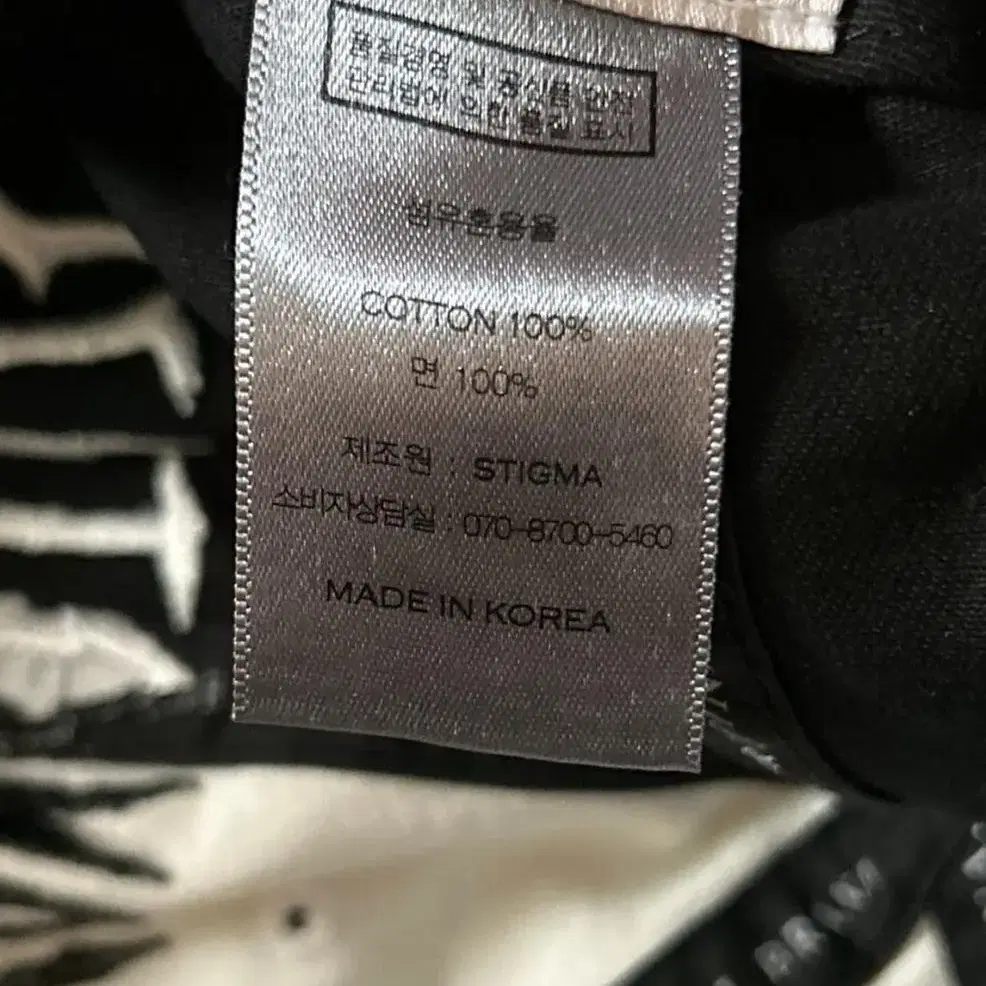 품질경영 및 공산품 안전
관리법에 의한 품질 표시
섬유혼용율
COTTON 100%
면 100%
제조원 : STIGMA
소비자상담실 : 070-8700-5460
MADE IN KOREA